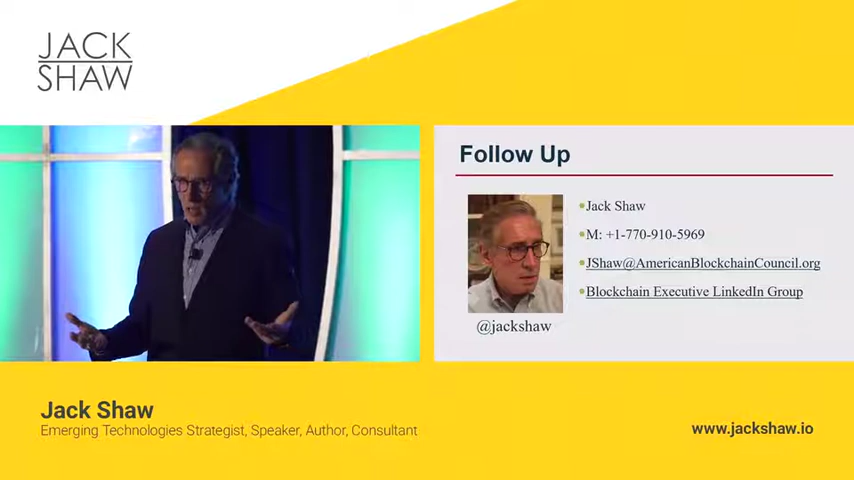 JACK
SHAW
Follow Up
Jack Shaw
M: +1-770-910-5969
JShaw@AmericanBlockchainCouncil.org
Blockchain Executive LinkedIn Group
@jackshaw
Jack Shaw
Emerging Technologies Strategist, Speaker, Author, Consultant
www.jackshaw.io